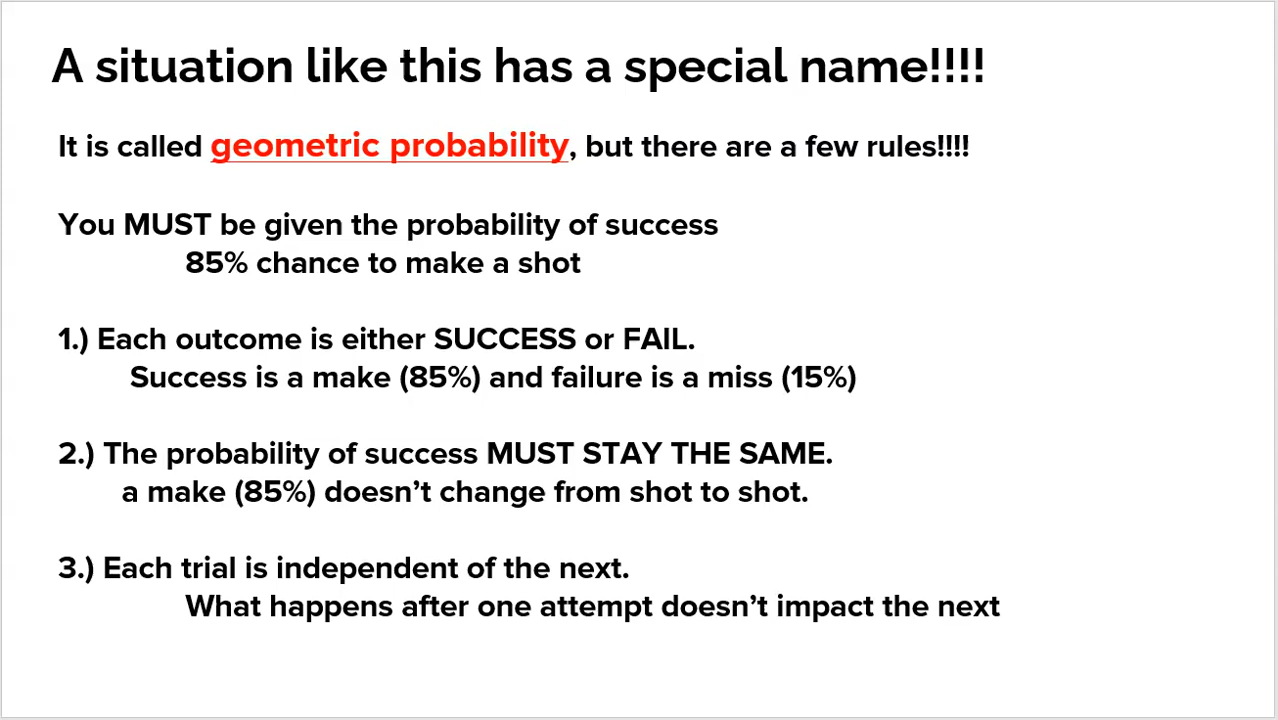 A situation like this has a special name!!!!
It is called geometric probability, but there are a few rules!!!!
You MUST be given the probability of success
85% chance to make a shot
1.) Each outcome is either SUCCESS or FAIL.
Success is a make (85%) and failure is a miss (15%)
2.) The probability of success MUST STAY THE SAME.
a make (85%) doesn’t change from shot to shot.
3.) Each trial is independent of the next.
What happens after one attempt doesn’t impact the next